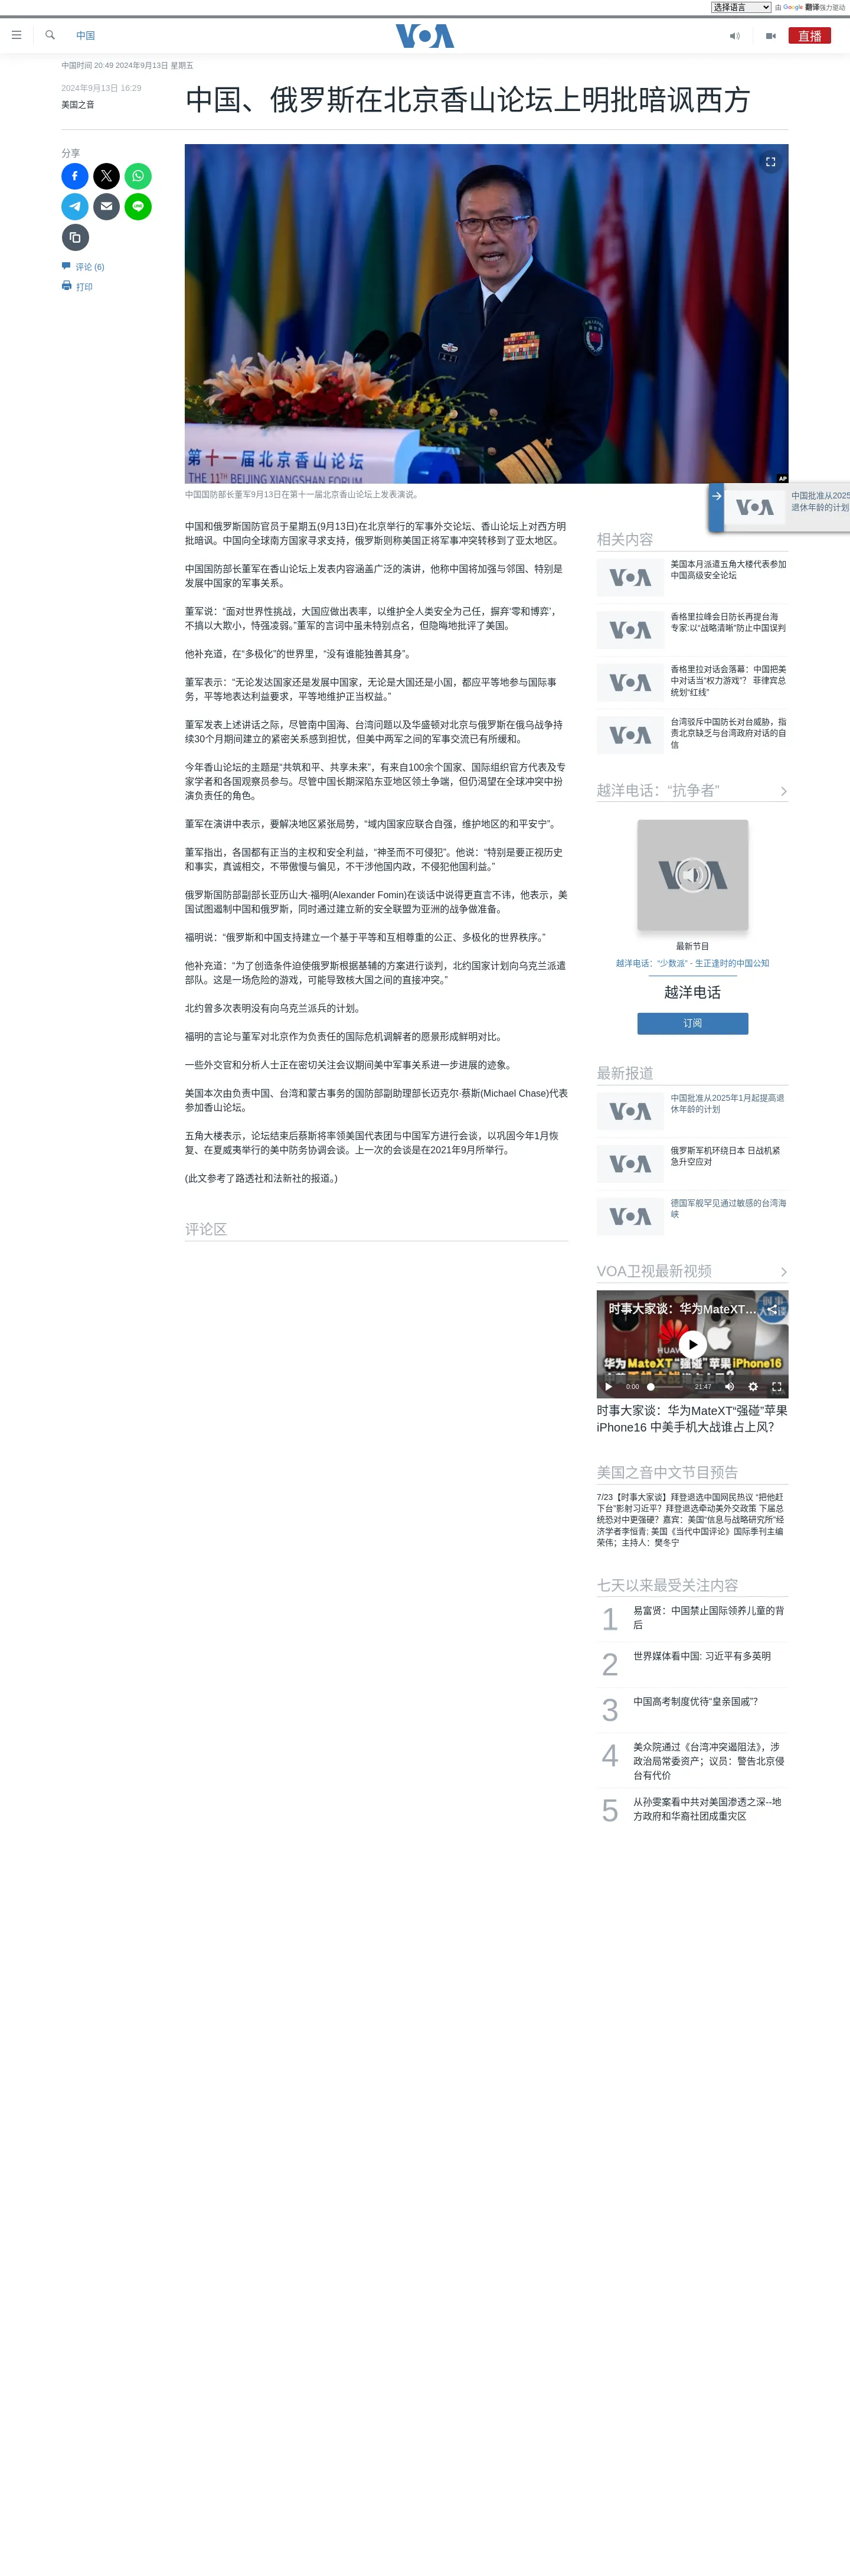 选择语言 由 Google 翻译强力驱动
中国
VOA
直播
中国时间 20:49 2024年9月13日 星期五
2024年9月13日 16:29
美国之音
中国、俄罗斯在北京香山论坛上明批暗讽西方
分享
评论 (6)
打印
第十一届北京香山论坛
THE 11TH BEIJING XIANGSHAN FORUM
AP
中国国防部长董军9月13日在第十一届北京香山论坛上发表演说。
中国和俄罗斯国防官员于星期五(9月13日)在北京举行的军事外交论坛、香山论坛上对西方明
批暗讽。中国向全球南方国家寻求支持，俄罗斯则称美国正将军事冲突转移到了亚太地区。
中国国防部长董军在香山论坛上发表内容涵盖广泛的演讲，他称中国将加强与邻国、特别是
发展中国家的军事关系。
董军说：“面对世界性挑战，大国应做出表率，以维护全人类安全为己任，摒弃‘零和博弈’，
不搞以大欺小，恃强凌弱。”董军的言词中虽未特别点名，但隐晦地批评了美国。
他补充道，在“多极化”的世界里，“没有谁能独善其身”。
董军表示：“无论发达国家还是发展中国家，无论是大国还是小国，都应平等地参与国际事
务，平等地表达利益要求，平等地维护正当权益。”
董军发表上述讲话之际，尽管南中国海、台湾问题以及华盛顿对北京与俄罗斯在俄乌战争持
续30个月期间建立的紧密关系感到担忧，但美中两军之间的军事交流已有所缓和。
今年香山论坛的主题是“共筑和平、共享未来”，有来自100余个国家、国际组织官方代表及专
家学者和各国观察员参与。尽管中国长期深陷东亚地区领土争端，但仍渴望在全球冲突中扮
演负责任的角色。
董军在演讲中表示，要解决地区紧张局势，“域内国家应联合自强，维护地区的和平安宁”。
董军指出，各国都有正当的主权和安全利益，“神圣而不可侵犯”。他说：“特别是要正视历史
和事实，真诚相交，不带傲慢与偏见，不干涉他国内政，不侵犯他国利益。”
俄罗斯国防部副部长亚历山大·福明(Alexander Fomin)在谈话中说得更直言不讳，他表示，美
国试图遏制中国和俄罗斯，同时通过建立新的安全联盟为亚洲的战争做准备。
福明说：“俄罗斯和中国支持建立一个基于平等和互相尊重的公正、多极化的世界秩序。”
他补充道：“为了创造条件迫使俄罗斯根据基辅的方案进行谈判，北约国家计划向乌克兰派遣
部队。这是一场危险的游戏，可能导致核大国之间的直接冲突。”
北约曾多次表明没有向乌克兰派兵的计划。
福明的言论与董军对北京作为负责任的国际危机调解者的愿景形成鲜明对比。
一些外交官和分析人士正在密切关注会议期间美中军事关系进一步进展的迹象。
美国本次由负责中国、台湾和蒙古事务的国防部副助理部长迈克尔·蔡斯(Michael Chase)代表
参加香山论坛。
五角大楼表示，论坛结束后蔡斯将率领美国代表团与中国军方进行会谈，以巩固今年1月恢
复、在夏威夷举行的美中防务协调会谈。上一次的会谈是在2021年9月所举行。
(此文参考了路透社和法新社的报道。)
评论区
VOA
中国批准从2025
退休年龄的计划
相关内容
VOA
美国本月派遣五角大楼代表参加
中国高级安全论坛
VOA
香格里拉峰会日防长再提台海
专家:以“战略清晰”防止中国误判
VOA
香格里拉对话会落幕：中国把美
中对话当“权力游戏”？ 菲律宾总
统划“红线”
VOA
台湾驳斥中国防长对台威胁，指
责北京缺乏与台湾政府对话的自
信
越洋电话：“抗争者”
VOA
最新节目
越洋电话：“少数派” - 生正逢时的中国公知
越洋电话
订阅
最新报道
VOA
中国批准从2025年1月起提高退
休年龄的计划
VOA
俄罗斯军机环绕日本 日战机紧
急升空应对
VOA
德国军舰罕见通过敏感的台湾海
峡
VOA卫视最新视频
时事大家谈：华为MateXT…
HUAWEI
华为MateXT“强碰”苹果iPhone16
0:00 21:47
时事大家谈：华为MateXT“强碰”苹果
iPhone16 中美手机大战谁占上风？
美国之音中文节目预告
7/23【时事大家谈】拜登退选中国网民热议 “把他赶
下台”影射习近平？拜登退选牵动美外交政策 下届总
统恐对中更强硬？嘉宾：美国“信息与战略研究所”经
济学者李恒青; 美国《当代中国评论》国际季刊主编
荣伟；主持人：樊冬宁
七天以来最受关注内容
1 易富贤：中国禁止国际领养儿童的背
后
2 世界媒体看中国: 习近平有多英明
3 中国高考制度优待“皇亲国戚”？
4 美众院通过《台湾冲突遏阻法》，涉
政治局常委资产；议员：警告北京侵
台有代价
5 从孙雯案看中共对美国渗透之深--地
方政府和华裔社团成重灾区